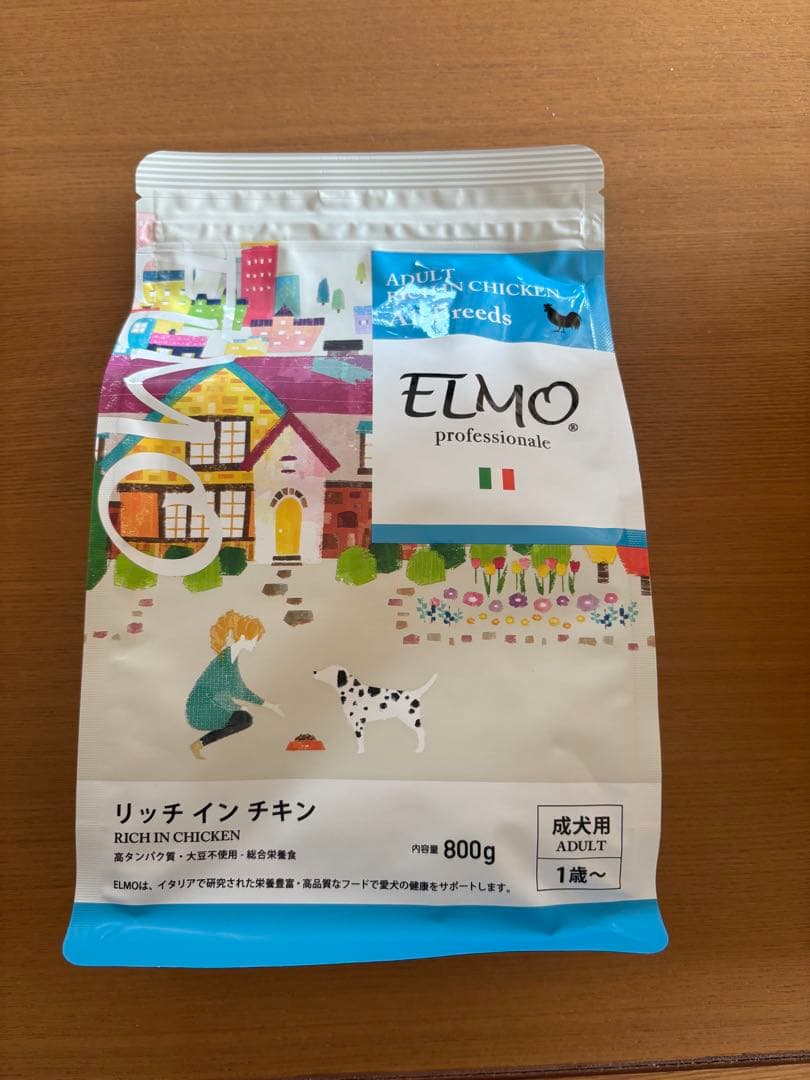 ELMO
ADULT
RICH IN CHICKEN
All Breeds
ELMO®
professionale
リッチ イン チキン
RICH IN CHICKEN
高タンパク質・大豆不使用 - 総合栄養食
内容量 800g
成犬用
ADULT
1歳~
ELMOは、イタリアで研究された栄養豊富・高品質なフードで愛犬の健康をサポートします。